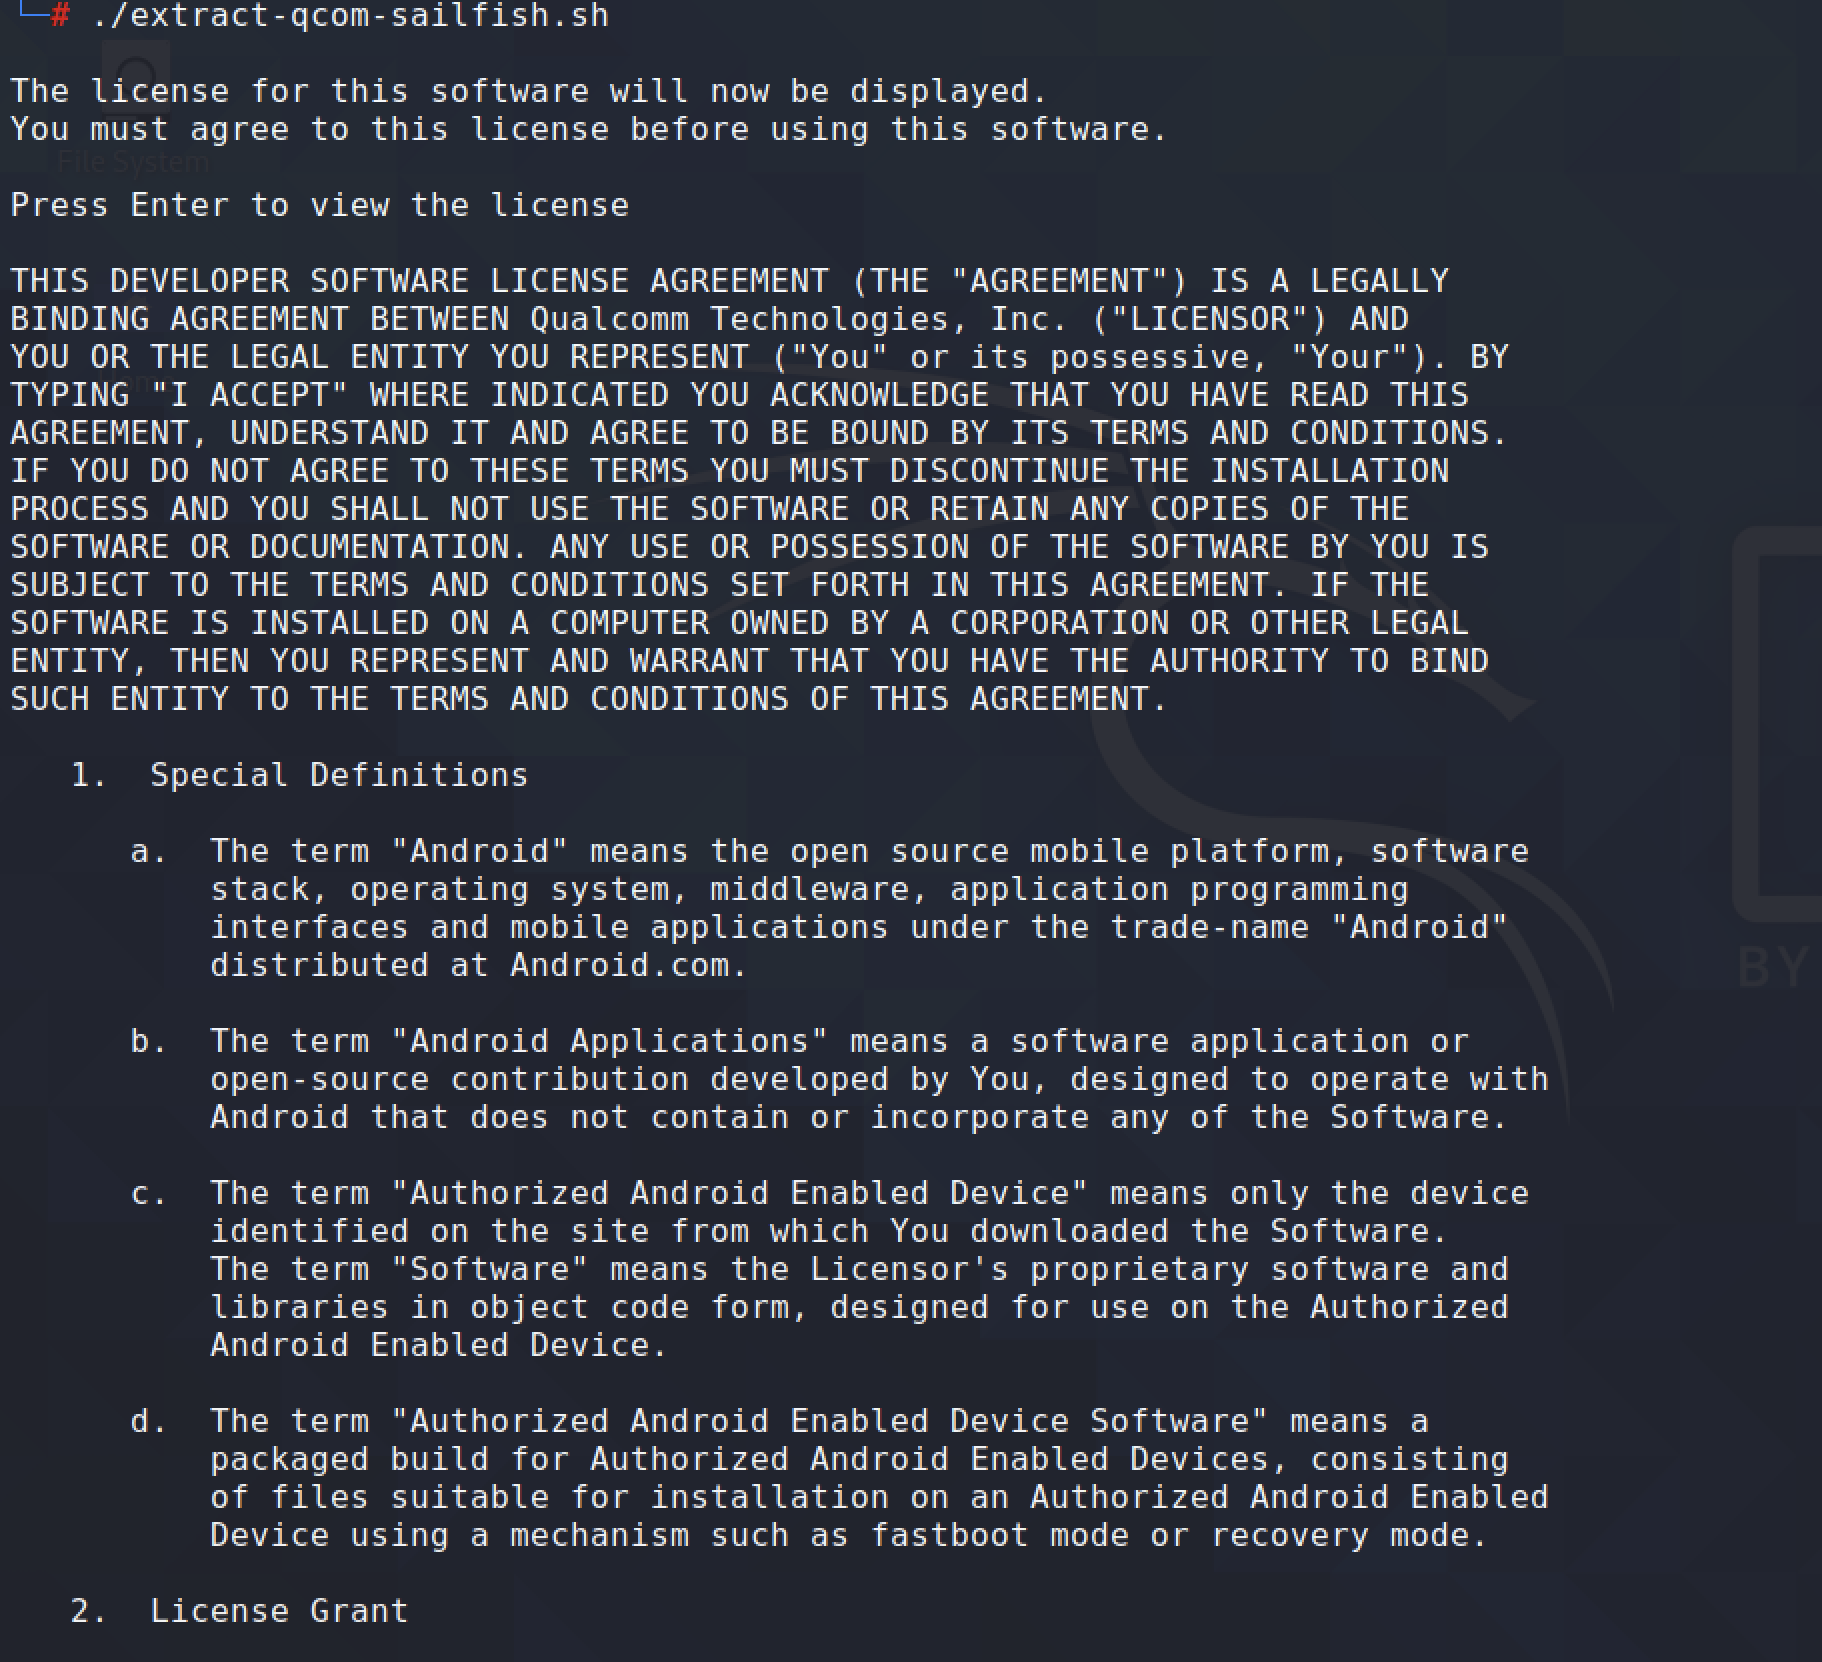 └─# ./extract-qcom-sailfish.sh
The license for this software will now be displayed.
You must agree to this license before using this software.
File System
Press Enter to view the license
THIS DEVELOPER SOFTWARE LICENSE AGREEMENT (THE "AGREEMENT") IS A LEGALLY
BINDING AGREEMENT BETWEEN Qualcomm Technologies, Inc. ("LICENSOR") AND
YOU OR THE LEGAL ENTITY YOU REPRESENT ("You" or its possessive, "Your"). BY
TYPING "I ACCEPT" WHERE INDICATED YOU ACKNOWLEDGE THAT YOU HAVE READ THIS
AGREEMENT, UNDERSTAND IT AND AGREE TO BE BOUND BY ITS TERMS AND CONDITIONS.
IF YOU DO NOT AGREE TO THESE TERMS YOU MUST DISCONTINUE THE INSTALLATION
PROCESS AND YOU SHALL NOT USE THE SOFTWARE OR RETAIN ANY COPIES OF THE
SOFTWARE OR DOCUMENTATION. ANY USE OR POSSESSION OF THE SOFTWARE BY YOU IS
SUBJECT TO THE TERMS AND CONDITIONS SET FORTH IN THIS AGREEMENT. IF THE
SOFTWARE IS INSTALLED ON A COMPUTER OWNED BY A CORPORATION OR OTHER LEGAL
ENTITY, THEN YOU REPRESENT AND WARRANT THAT YOU HAVE THE AUTHORITY TO BIND
SUCH ENTITY TO THE TERMS AND CONDITIONS OF THIS AGREEMENT.
1. Special Definitions
a. The term "Android" means the open source mobile platform, software
stack, operating system, middleware, application programming
interfaces and mobile applications under the trade-name "Android"
distributed at Android.com.
BY
b. The term "Android Applications" means a software application or
open-source contribution developed by You, designed to operate with
Android that does not contain or incorporate any of the Software.
c. The term "Authorized Android Enabled Device" means only the device
identified on the site from which You downloaded the Software.
The term "Software" means the Licensor's proprietary software and
libraries in object code form, designed for use on the Authorized
Android Enabled Device.
d. The term "Authorized Android Enabled Device Software" means a
packaged build for Authorized Android Enabled Devices, consisting
of files suitable for installation on an Authorized Android Enabled
Device using a mechanism such as fastboot mode or recovery mode.
2. License Grant